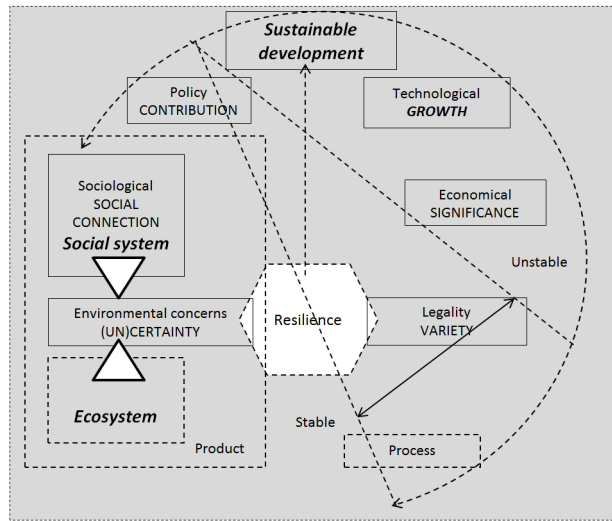 Sustainable
development
Policy
CONTRIBUTION
Technological
GROWTH
Sociological
SOCIAL
CONNECTION
Social system
Economical
SIGNIFICANCE
Unstable
Environmental concerns
(UN)CERTAINTY
Resilience
Legality
VARIETY
Ecosystem
Stable
Product
Process